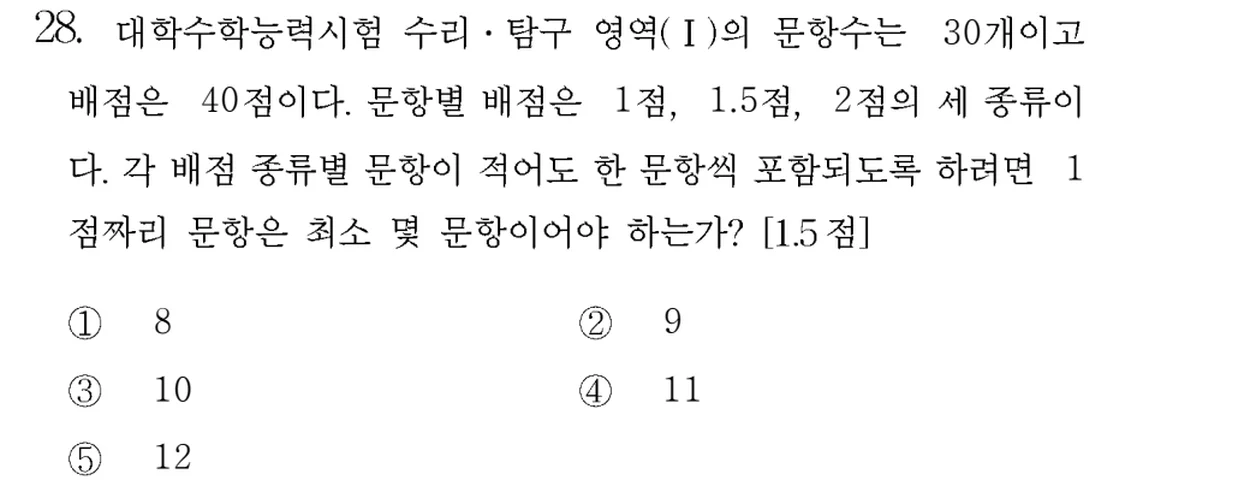 28. 대학수학능력시험 수리·탐구 영역(Ⅰ)의 문항수는 30개이고
배점은 40점이다. 문항별 배점은 1점, 1.5점, 2점의 세 종류이
다. 각 배점 종류별 문항이 적어도 한 문항씩 포함되도록 하려면 1
점짜리 문항은 최소 몇 문항이어야 하는가? [1.5점]
① 8 ② 9
③ 10 ④ 11
⑤ 12